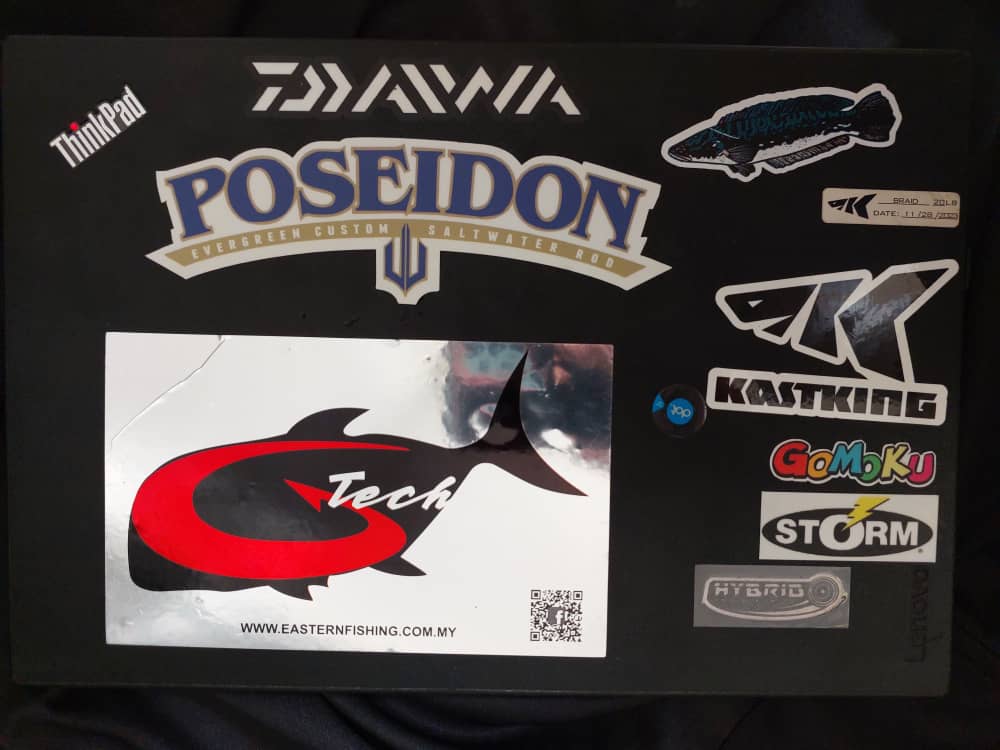 ThinkPad
DAIWA
POSEIDON
EVERGREEN CUSTOM SALTWATER ROD
BRAID 20LB
DATE: 11/28/2023
KASTKING
GOMOKU
STORM
HYBRID
G Tech
WWW.EASTERNFISHING.COM.MY
Lenovo